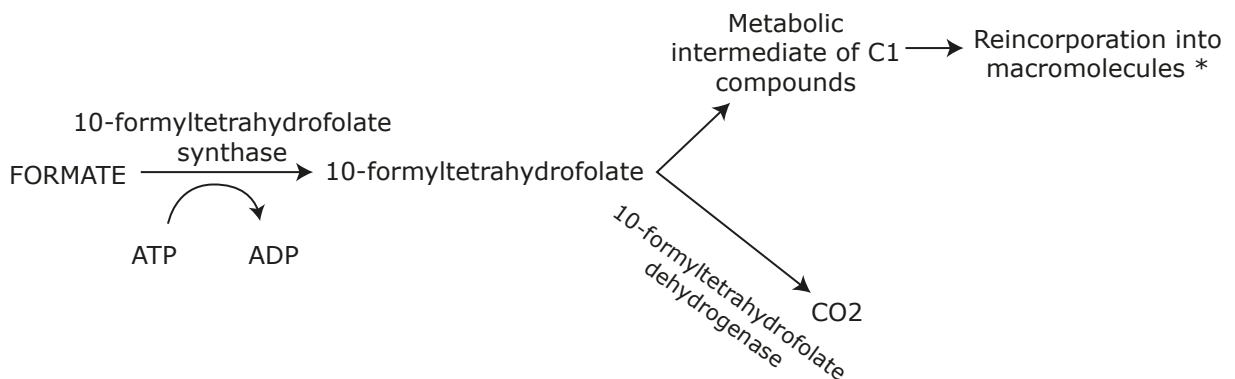 Metabolic
intermediate of C1
compounds
Reincorporation into
macromolecules *
10-formyltetrahydrofolate
synthase
FORMATE
10-formyltetrahydrofolate
ATP
ADP
10-formyltetrahydrofolate
dehydrogenase
CO2